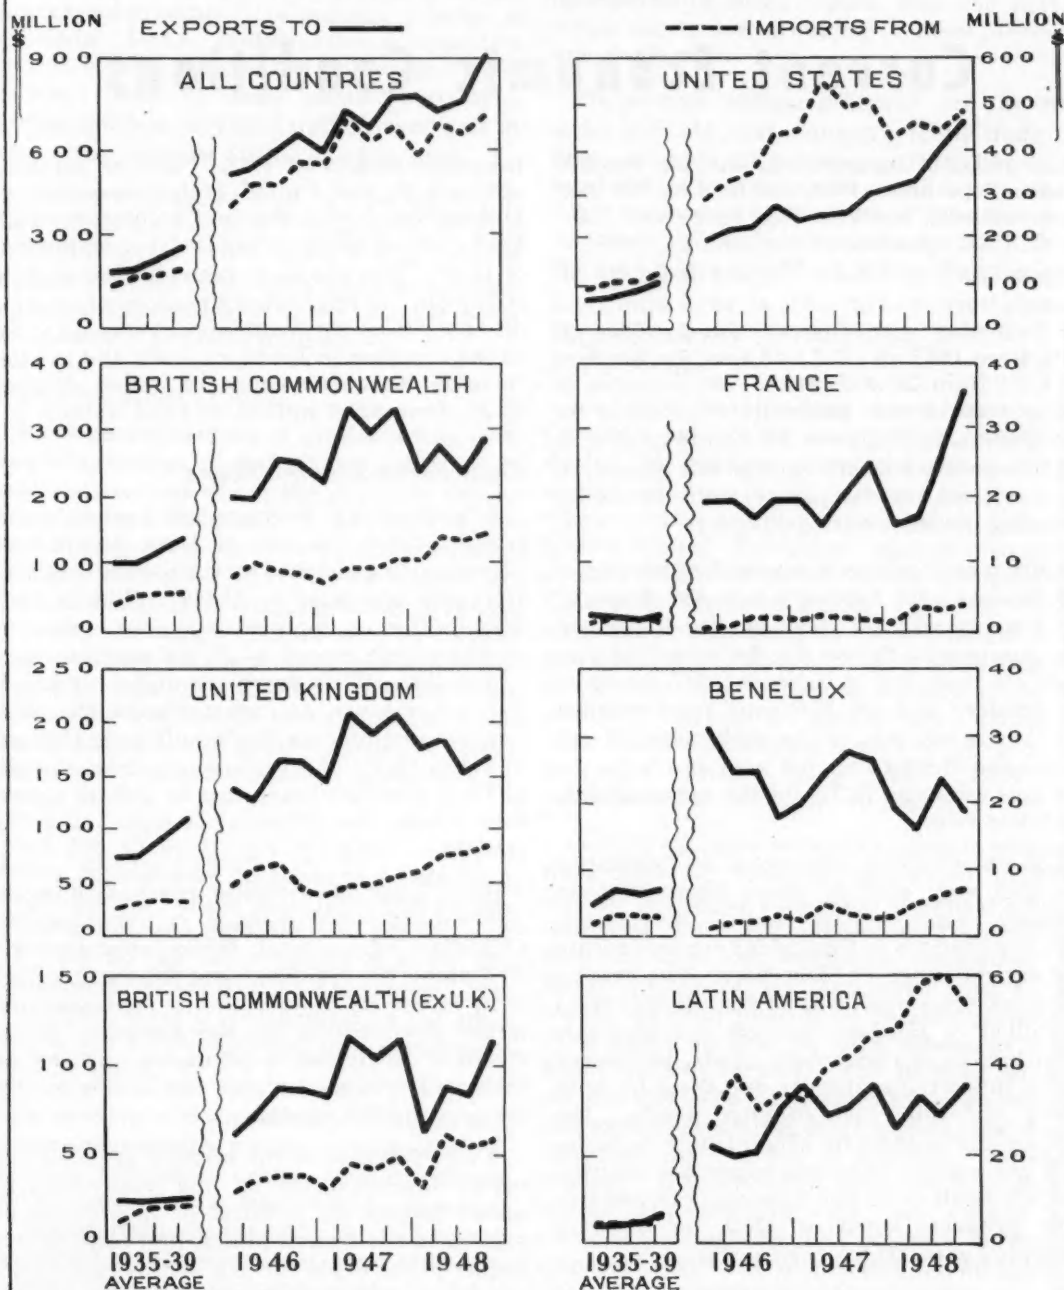 MILLION
$
EXPORTS TO
IMPORTS FROM
MILLION
$
ALL COUNTRIES
900
600
300
0
UNITED STATES
600
500
400
300
200
100
0
BRITISH COMMONWEALTH
400
300
200
100
0
FRANCE
40
30
20
10
0
UNITED KINGDOM
250
200
150
100
50
0
BENELUX
40
30
20
10
0
BRITISH COMMONWEALTH (EX U.K.)
150
100
50
0
LATIN AMERICA
60
40
20
0
1935-39 1946 1947 1948
AVERAGE
1935-39 1946 1947 1948
AVERAGE